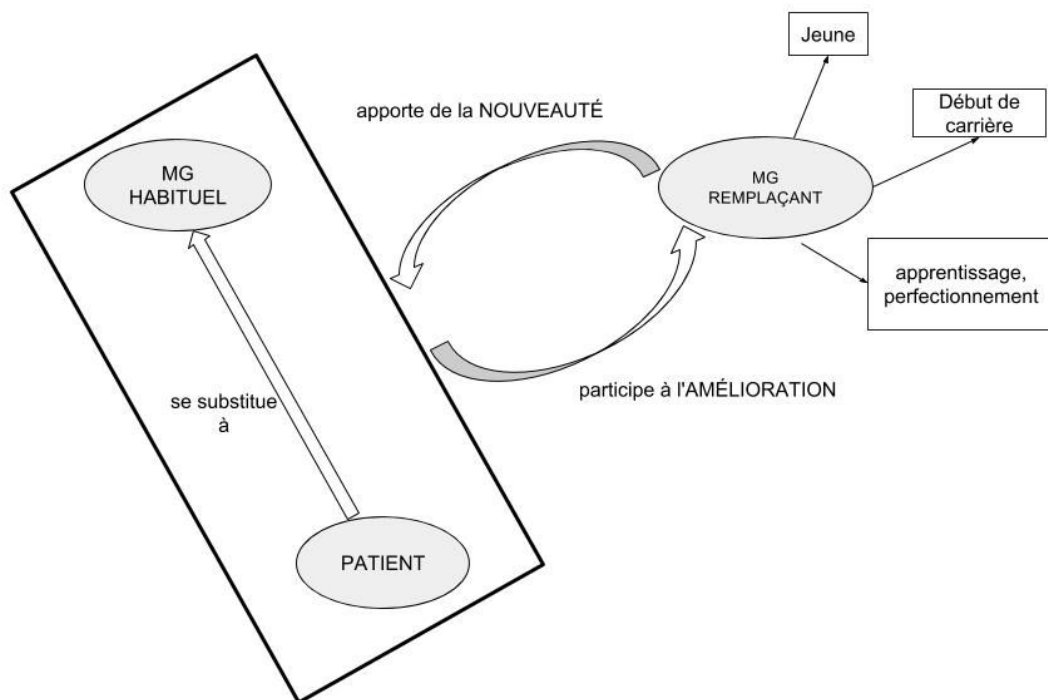 Jeune
apporte de la NOUVEAUTÉ
Début de
carrière
MG
HABITUEL
MG
REMPLAÇANT
apprentissage,
perfectionnement
participe à l'AMÉLIORATION
se substitue
à
PATIENT